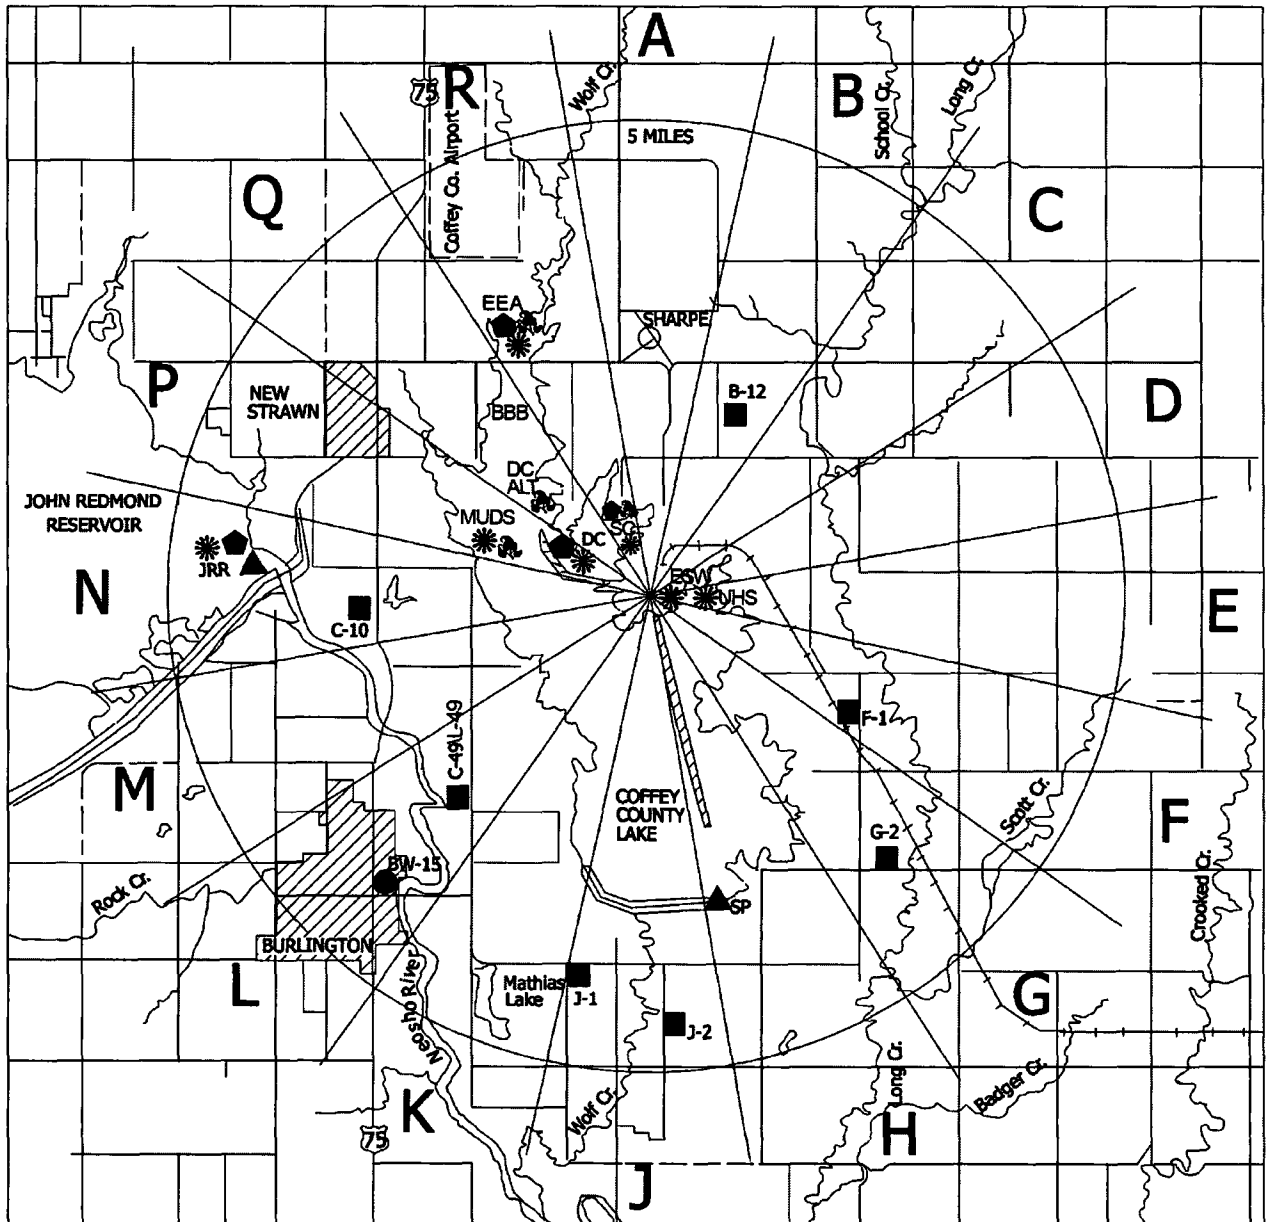 A
R
75
Wolf Cr.
B
School Cr.
Long Cr.
5 MILES
Coffey Co. Airport
Q
C
EEA
SHARPE
P
NEW
STRAWN
BBB
B-12
D
DC
ALT
JOHN REDMOND
RESERVOIR
MUDS
SC
DC
JRR
ESW
UHS
N
C-10
E
C-49\L-49
F-1
M
COFFEY
COUNTY
LAKE
Scott Cr.
F
G-2
BW-15
Rock Cr.
SP
Crooked Cr.
BURLINGTON
L
Neosho River
Mathias
Lake
J-1
G
J-2
Long Cr.
Badger Cr.
K
Wolf Cr.
75
H
J